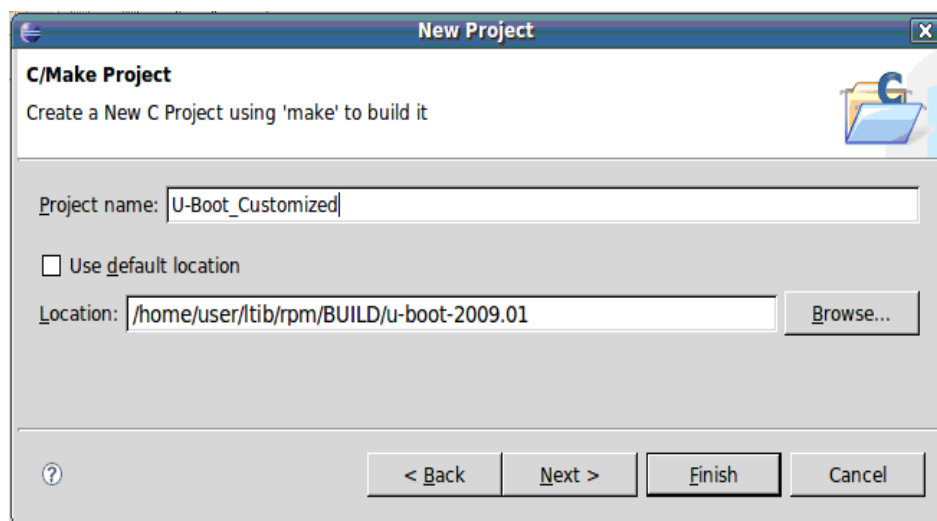 New Project
C/Make Project
Create a New C Project using 'make' to build it
C
Project name: U-Boot_Customized
Use default location
Location: /home/user/ltib/rpm/BUILD/u-boot-2009.01 Browse...
? < Back Next > Finish Cancel